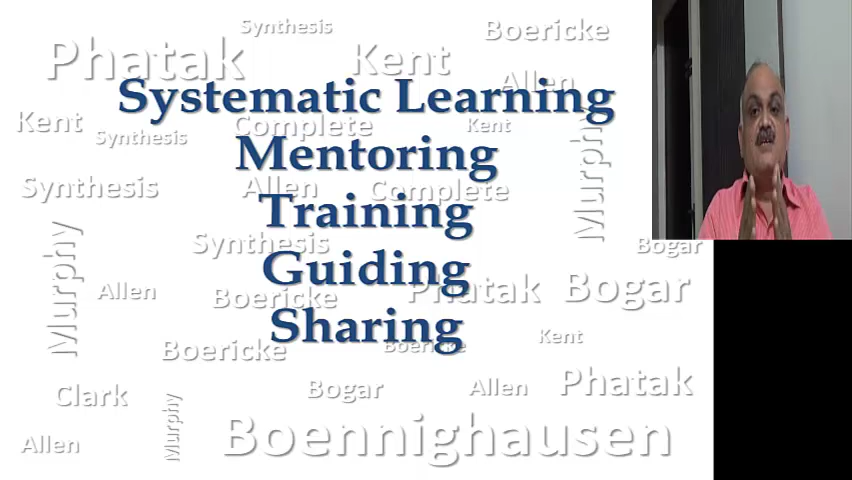 Synthesis
Boericke
Phatak
Kent
Allen
Systematic Learning
Kent
Synthesis
Complete
Kent
Murphy
Mentoring
Synthesis
Allen
Complete
Training
Murphy
Synthesis
Bogar
Guiding
Allen
Boericke
Phatak
Bogar
Sharing
Boericke
Boericke
Kent
Clark
Bogar
Allen
Phatak
Murphy
Allen
Boennighausen